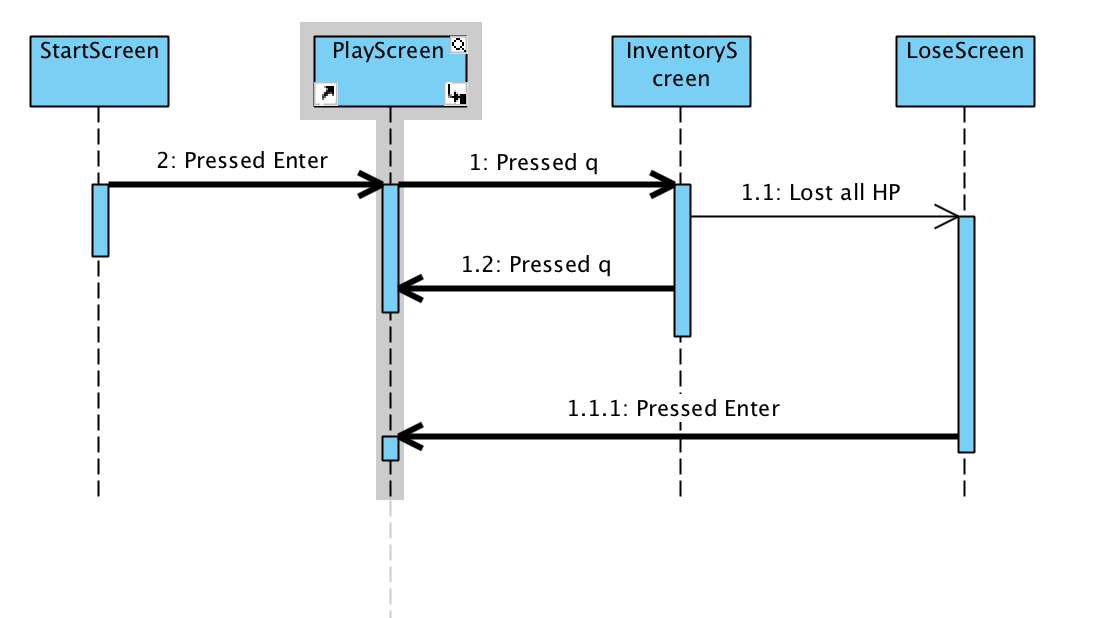 StartScreen
PlayScreen
InventoryS
creen
LoseScreen
2: Pressed Enter
1: Pressed q
1.1: Lost all HP
1.2: Pressed q
1.1.1: Pressed Enter